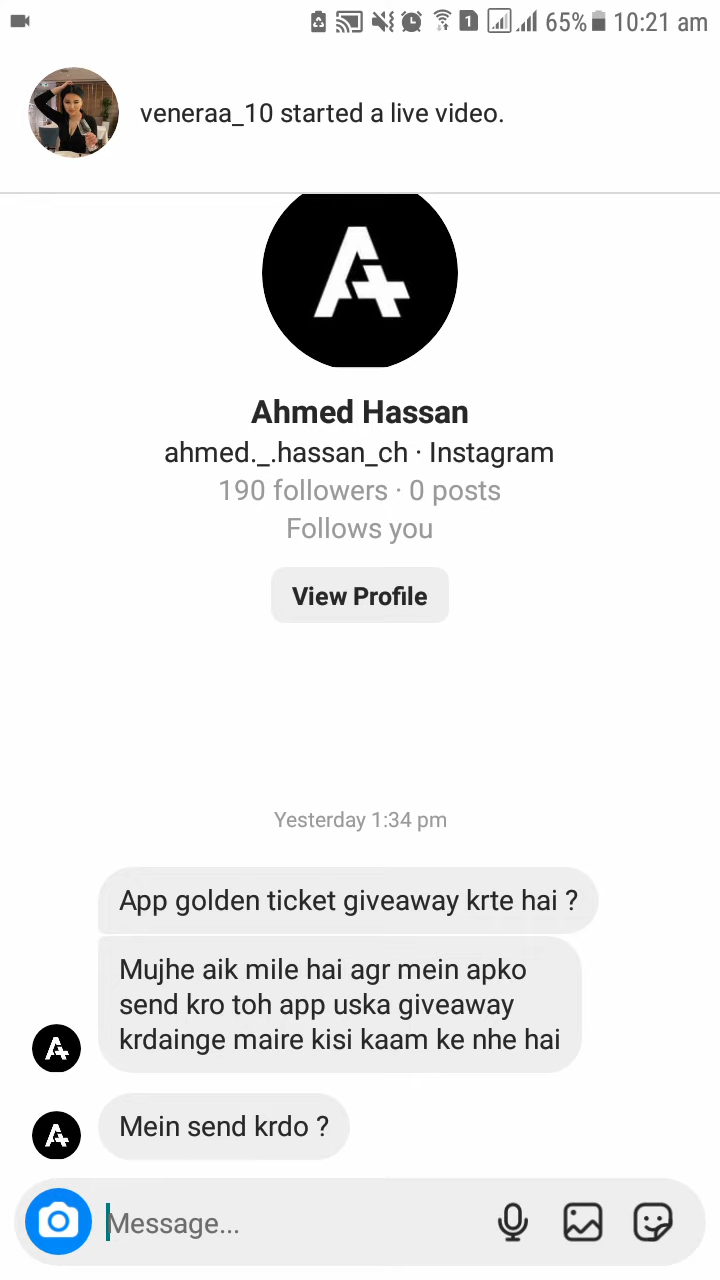 1 65% 10:21 am
veneraa_10 started a live video.
Ahmed Hassan
ahmed._.hassan_ch · Instagram
190 followers · 0 posts
Follows you
View Profile
Yesterday 1:34 pm
App golden ticket giveaway krte hai ?
Mujhe aik mile hai agr mein apko
send kro toh app uska giveaway
krdainge maire kisi kaam ke nhe hai
Mein send krdo ?
Message...